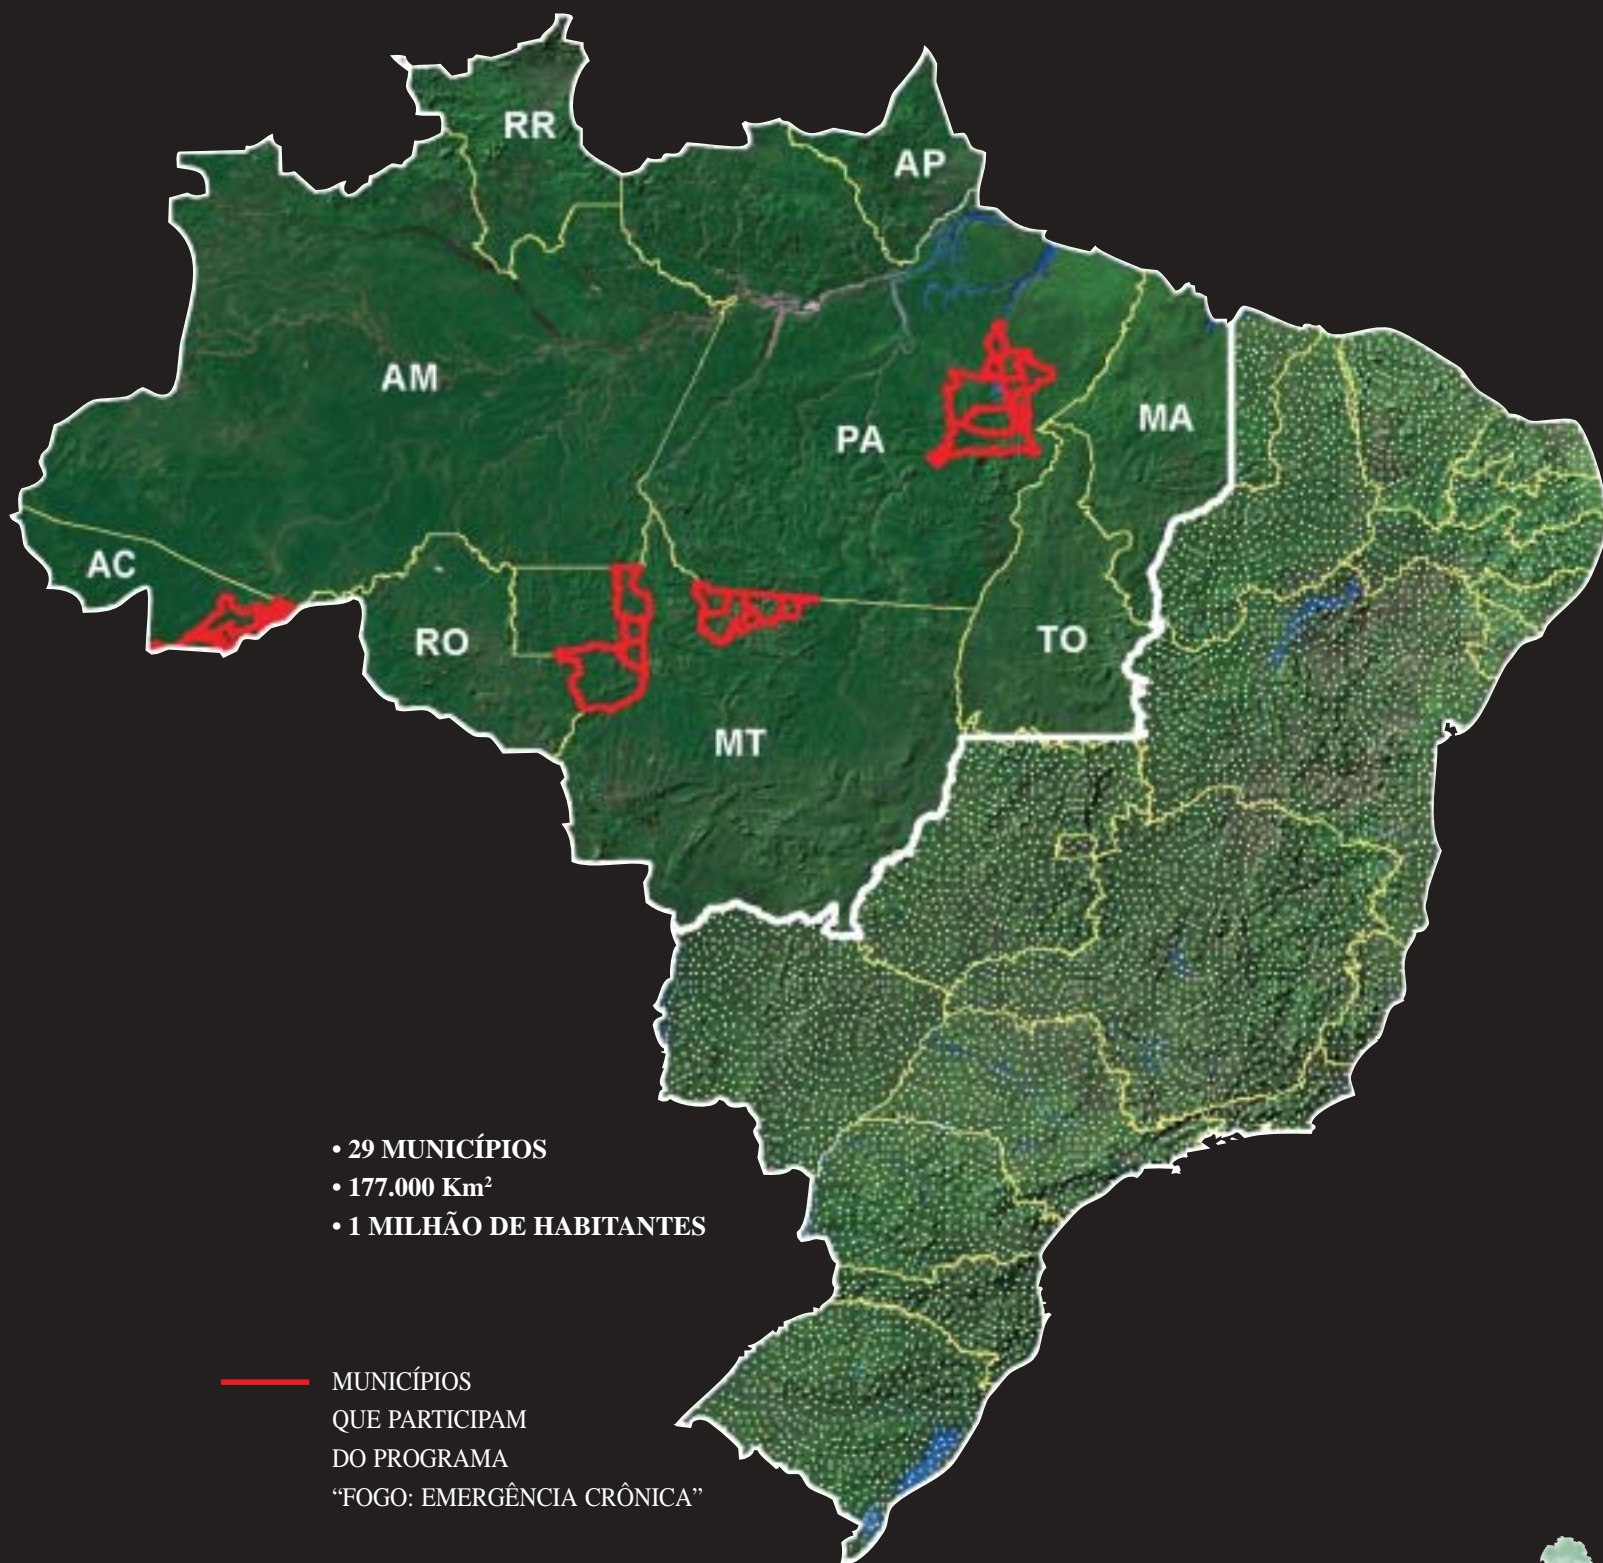 RR
AP
AM
PA
MA
AC
RO
TO
MT
• 29 MUNICÍPIOS
• 177.000 Km²
• 1 MILHÃO DE HABITANTES
MUNICÍPIOS
QUE PARTICIPAM
DO PROGRAMA
“FOGO: EMERGÊNCIA CRÔNICA”